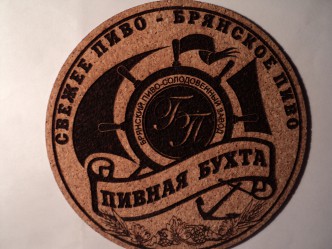 СВЕЖЕЕ ПИВО - БРЯНСКОЕ ПИВО
БРЯНСКИЙ ПИВО-СОЛОДОВЕННЫЙ ЗАВОД
БП
ПИВНАЯ БУХТА